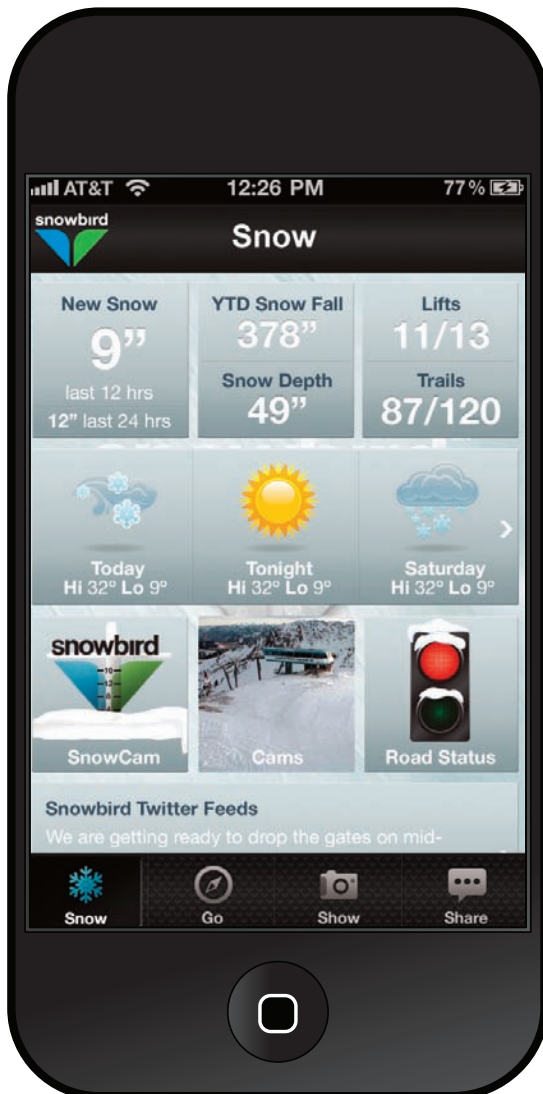 AT&T 12:26 PM 77%
snowbird
Snow
New Snow
9”
last 12 hrs
12” last 24 hrs
YTD Snow Fall
378”
Snow Depth
49”
Lifts
11/13
Trails
87/120
Today
Hi 32° Lo 9°
Tonight
Hi 32° Lo 9°
Saturday
Hi 32° Lo 9°
snowbird
SnowCam
Cams
Road Status
Snowbird Twitter Feeds
We are getting ready to drop the gates on mid-
Snow Go Show Share